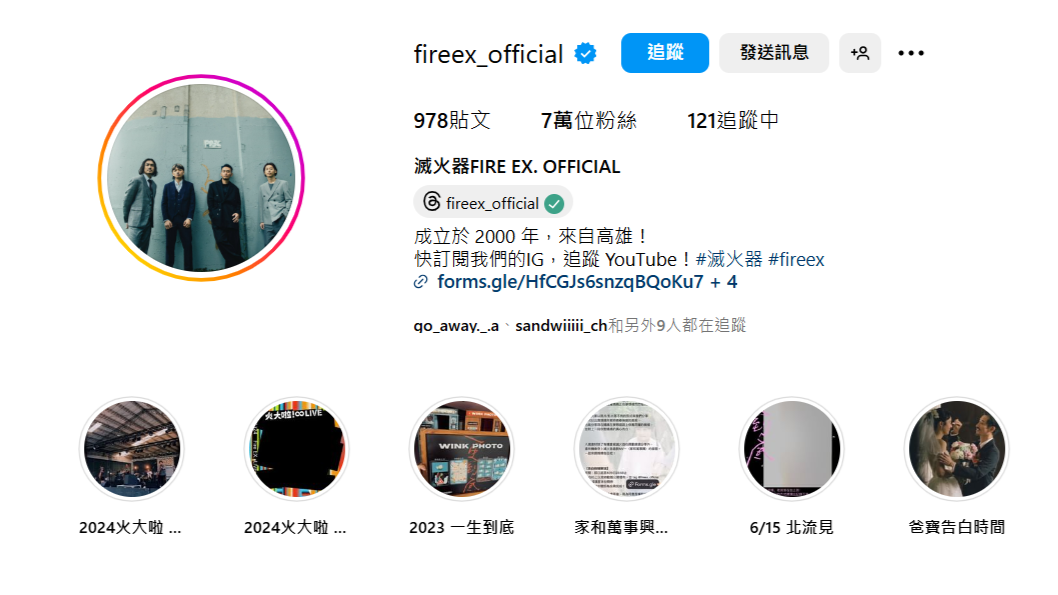 fireex_official
追蹤
發送訊息
978貼文
7萬位粉絲
121追蹤中
滅火器FIRE EX. OFFICIAL
fireex_official
成立於 2000 年，來自高雄！
快訂閱我們的IG，追蹤 YouTube！#滅火器 #fireex
forms.gle/HfCGJs6snzqBQoKu7 + 4
go_away._.a、sandwiiiii_ch和另外9人都在追蹤
火大啦!∞LIVE
WINK PHOTO
2024火大啦 ...
2024火大啦 ...
2023 一生到底
家和萬事興...
6/15 北流見
爸寶告白時間